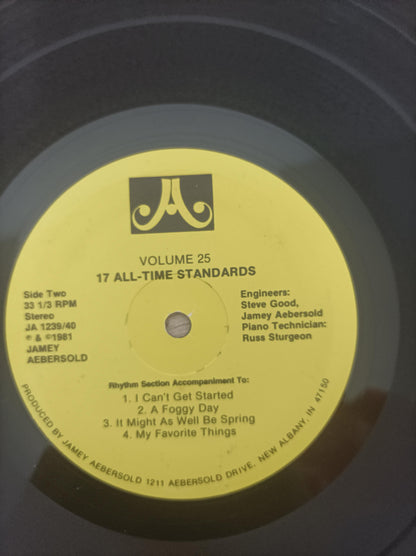 A
VOLUME 25
17 ALL-TIME STANDARDS
Side Two
33 1/3 RPM
Stereo
JA 1239/40
℗ & ©1981
JAMEY
AEBERSOLD
Engineers:
Steve Good,
Jamey Aebersold
Piano Technician:
Russ Sturgeon
Rhythm Section Accompaniment To:
1. I Can't Get Started
2. A Foggy Day
3. It Might As Well Be Spring
4. My Favorite Things
PRODUCED BY JAMEY AEBERSOLD 1211 AEBERSOLD DRIVE, NEW ALBANY, IN 47150